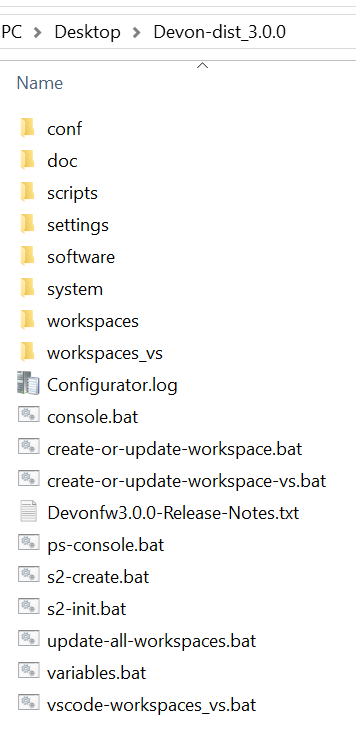 PC > Desktop > Devon-dist_3.0.0
Name
conf
doc
scripts
settings
software
system
workspaces
workspaces_vs
Configurator.log
console.bat
create-or-update-workspace.bat
create-or-update-workspace-vs.bat
Devonfw3.0.0-Release-Notes.txt
ps-console.bat
s2-create.bat
s2-init.bat
update-all-workspaces.bat
variables.bat
vscode-workspaces_vs.bat